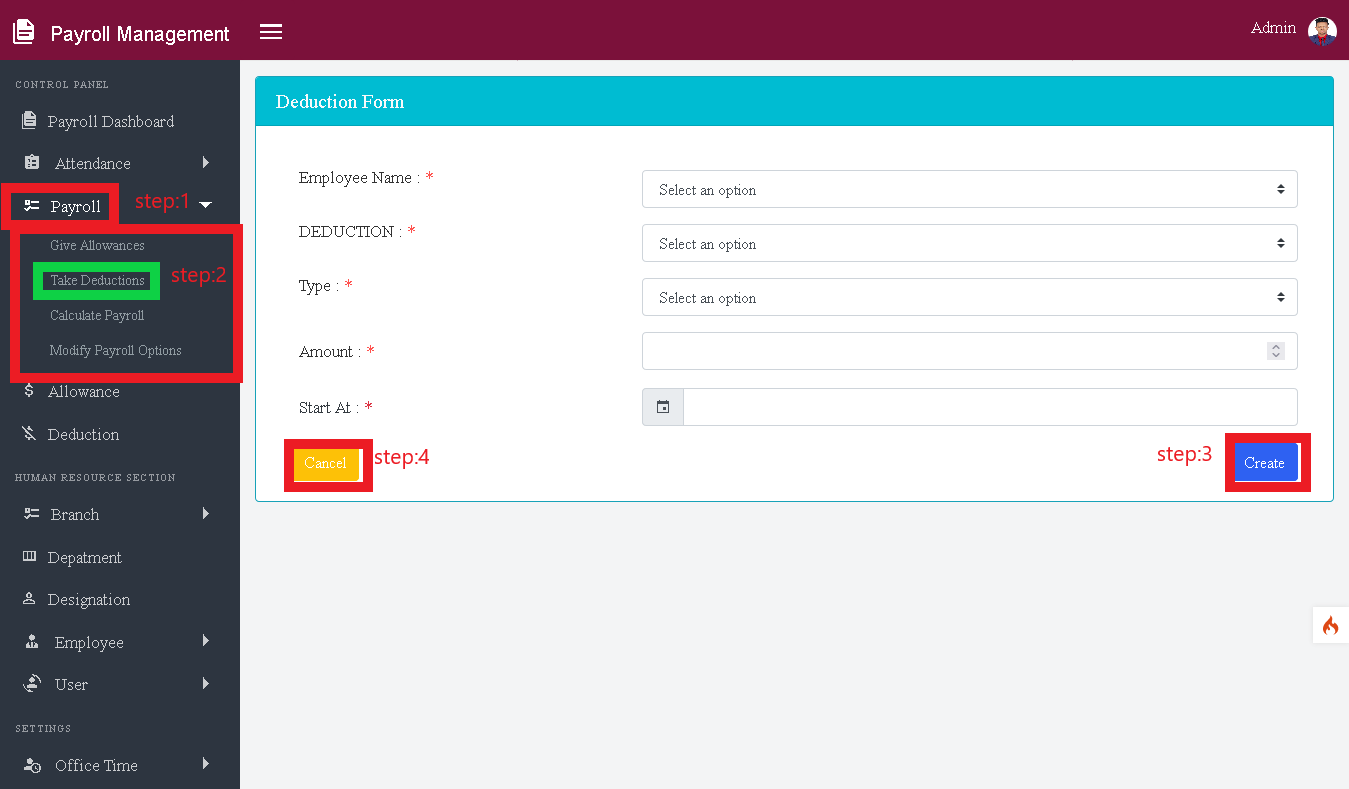 Payroll Management
Admin
CONTROL PANEL
Payroll Dashboard
Attendance
Payroll
step:1
Give Allowances
Take Deductions
step:2
Calculate Payroll
Modify Payroll Options
Allowance
Deduction
HUMAN RESOURCE SECTION
Branch
Depatment
Designation
Employee
User
SETTINGS
Office Time
Deduction Form
Employee Name : *
Select an option
DEDUCTION : *
Select an option
Type : *
Select an option
Amount : *
Start At : *
Cancel
step:4
step:3
Create